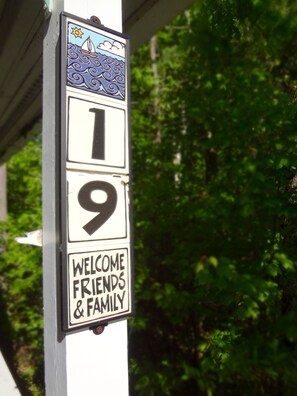 1
9
WELCOME
FRIENDS
& FAMILY